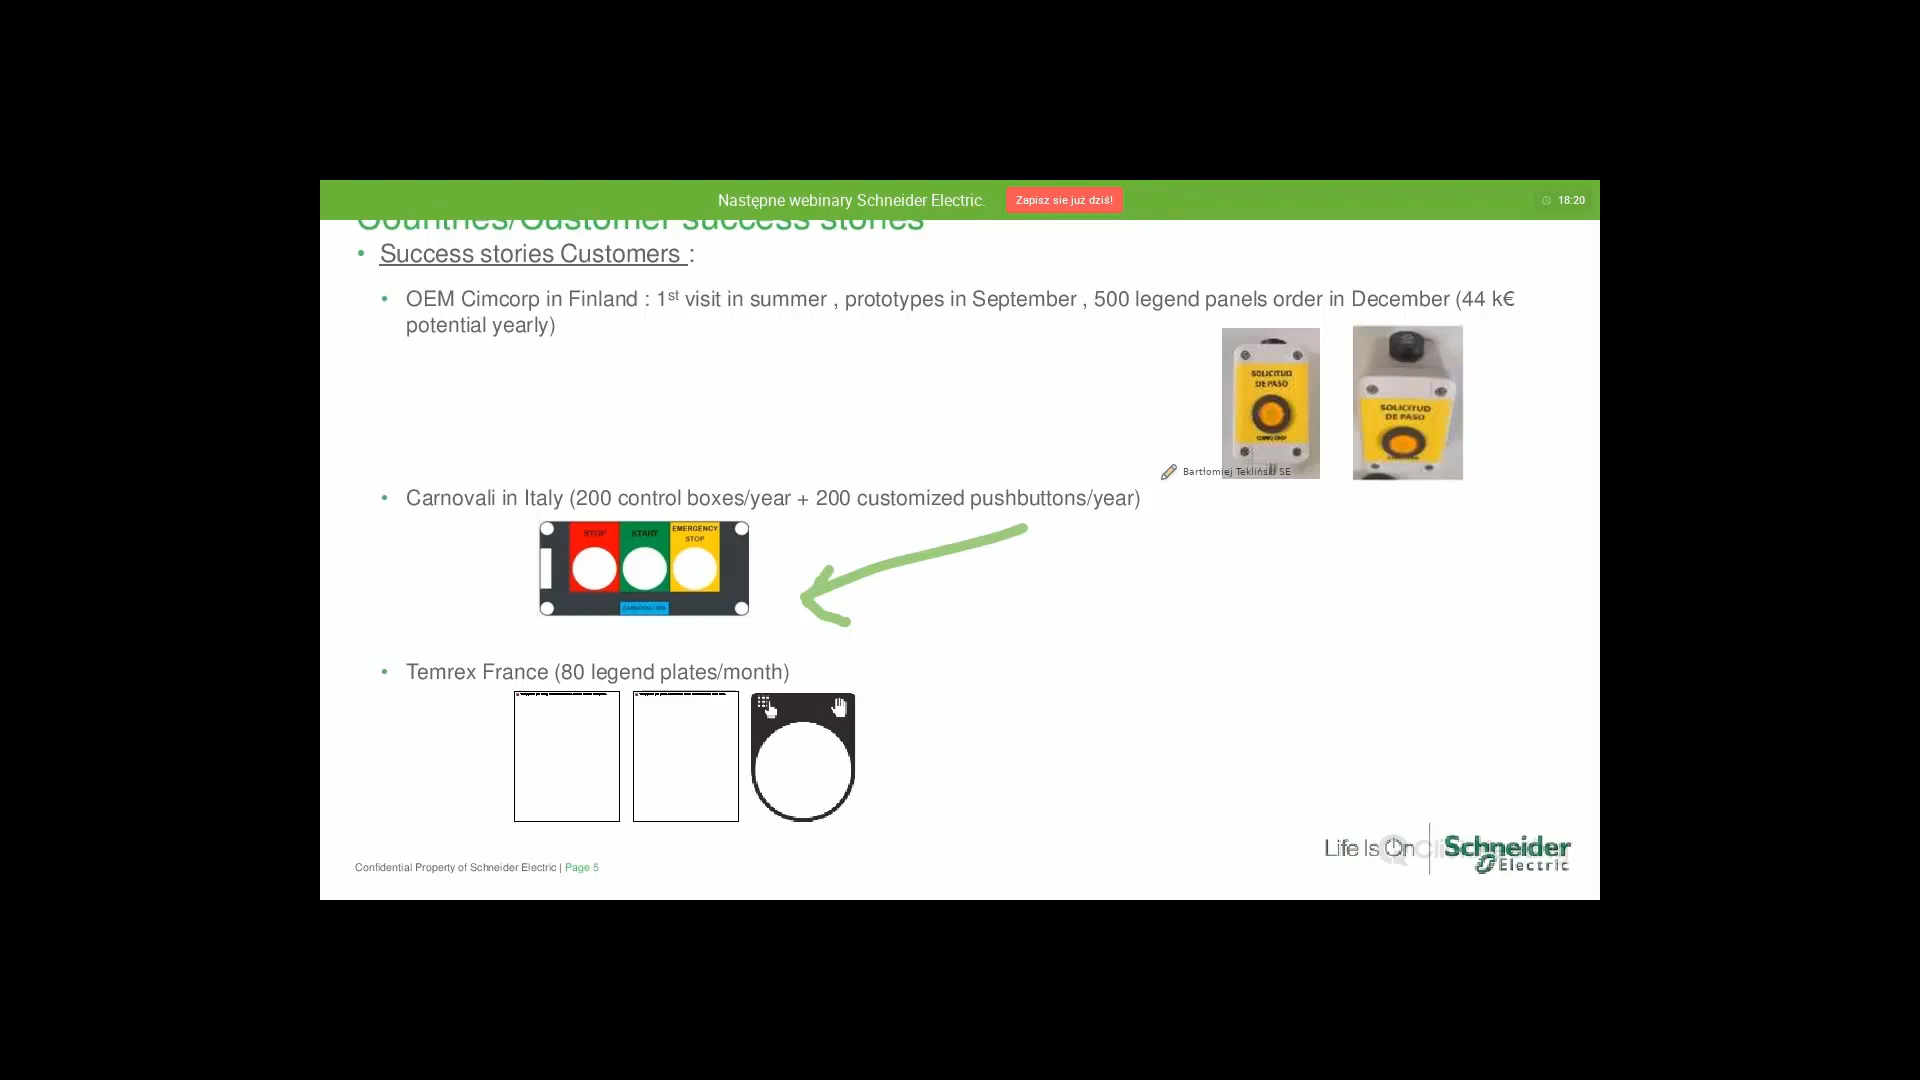 Następne webinary Schneider Electric.
Zapisz sie już dziś!
18:20
Countries/Customer success stories
• Success stories Customers :
• OEM Cimcorp in Finland : 1st visit in summer , prototypes in September , 500 legend panels order in December (44 k€
potential yearly)
SOLICITUD
DE PASO
SOLICITUD
DE PASO
Bartłomiej Tekliński SE
• Carnovali in Italy (200 control boxes/year + 200 customized pushbuttons/year)
STOP
START
EMERGENCY
STOP
CARNOVALI SPA
• Temrex France (80 legend plates/month)
Confidential Property of Schneider Electric | Page 5
Life Is On
Schneider
Electric